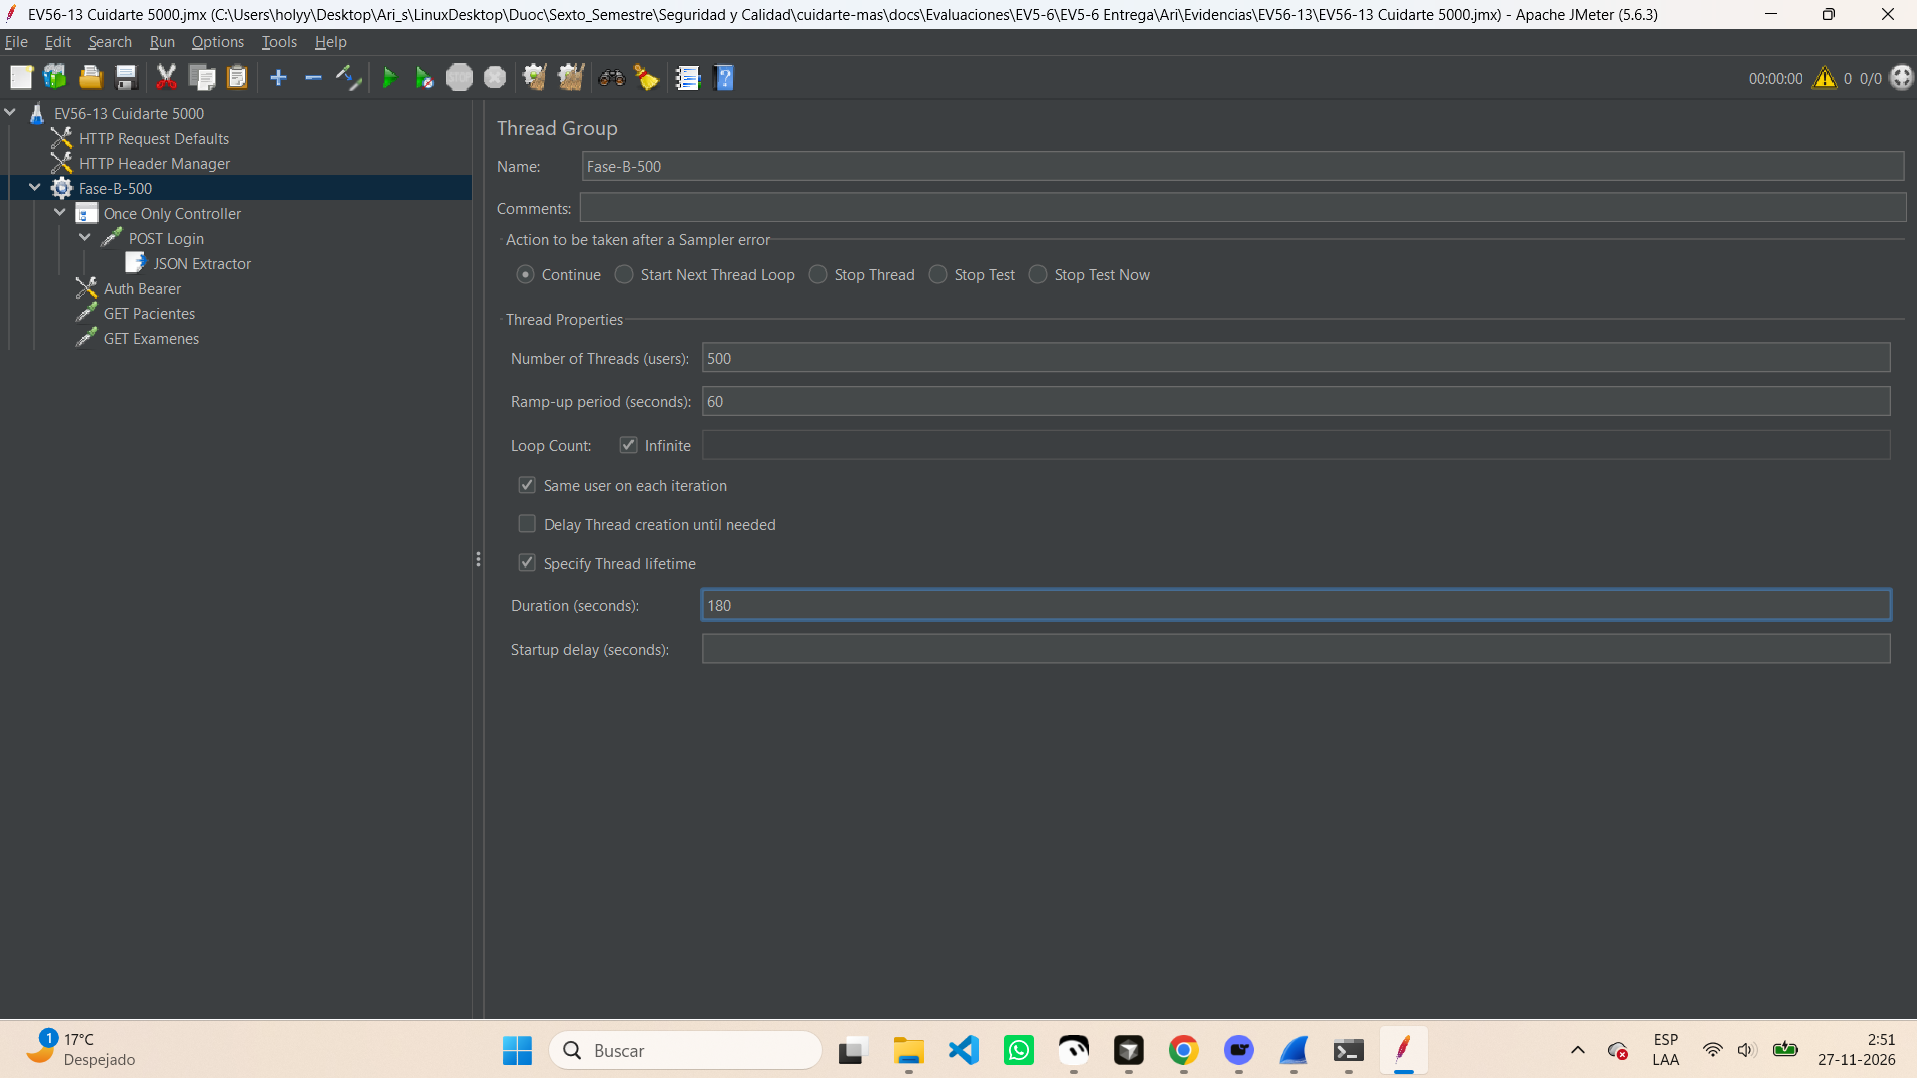 EV56-13 Cuidarte 5000.jmx (C:\Users\holyy\Desktop\Ari_s\LinuxDesktop\Duoc\Sexto_Semestre\Seguridad y Calidad\cuidarte-mas\docs\Evaluaciones\EV5-6\EV5-6 Entrega\Ari\Evidencias\EV56-13\EV56-13 Cuidarte 5000.jmx) - Apache JMeter (5.6.3)
File Edit Search Run Options Tools Help
STOP
00:00:00 0 0/0
EV56-13 Cuidarte 5000
HTTP Request Defaults
HTTP Header Manager
Fase-B-500
Once Only Controller
POST Login
JSON Extractor
Auth Bearer
GET Pacientes
GET Examenes
Thread Group
Name: Fase-B-500
Comments:
Action to be taken after a Sampler error
Continue Start Next Thread Loop Stop Thread Stop Test Stop Test Now
Thread Properties
Number of Threads (users): 500
Ramp-up period (seconds): 60
Loop Count: Infinite
Same user on each iteration
Delay Thread creation until needed
Specify Thread lifetime
Duration (seconds): 180
Startup delay (seconds):
1
17°C
Despejado
Buscar
ESP
LAA
2:51
27-11-2026